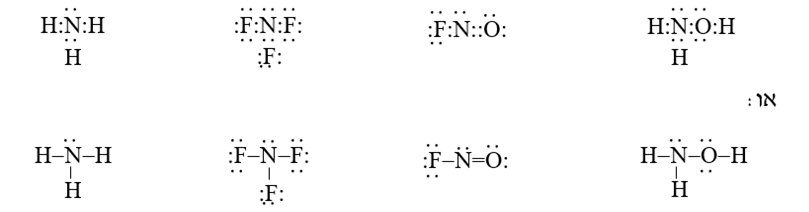 H:N:H :F:N:F: :F:N::O: H:N:O:H
H :F: H
או :
H–N–H :F–N–F: :F–N=O: H–N–O–H
H :F: H